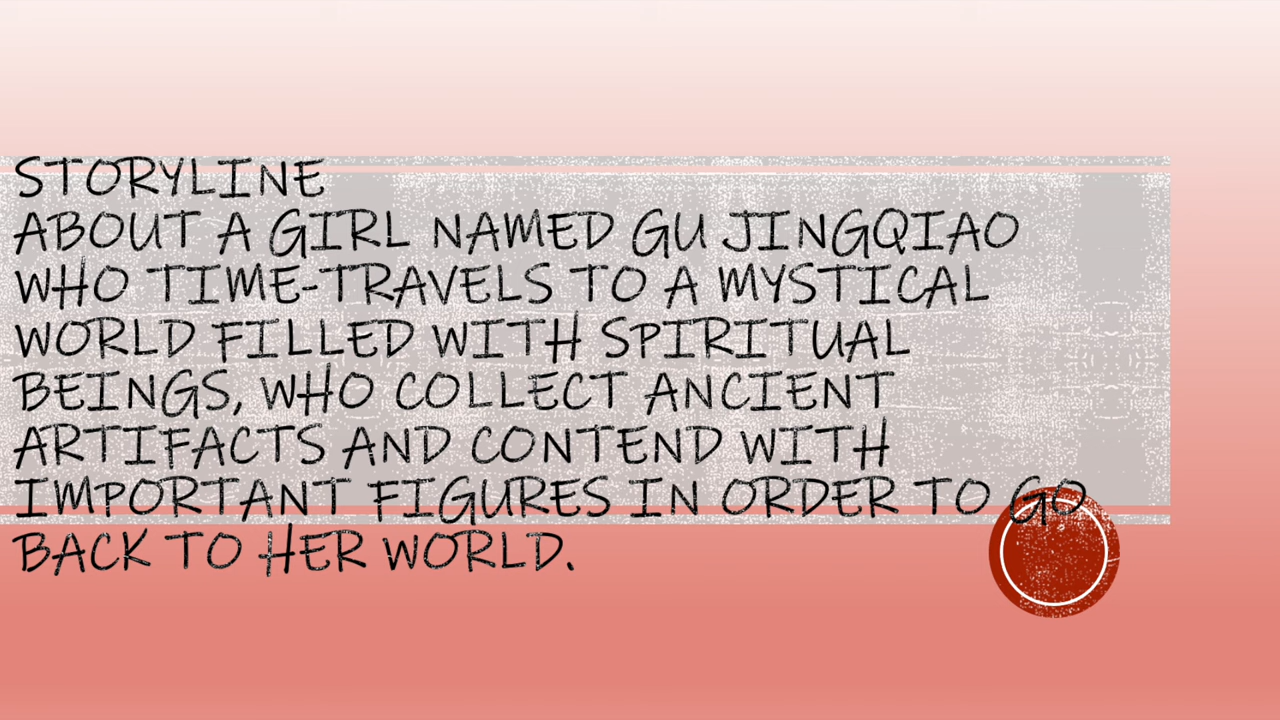 STORYLINE
ABOUT A GIRL NAMED GU JINGQIAO
WHO TIME-TRAVELS TO A MYSTICAL
WORLD FILLED WITH SPIRITUAL
BEINGS, WHO COLLECT ANCIENT
ARTIFACTS AND CONTEND WITH
IMPORTANT FIGURES IN ORDER TO GO
BACK TO HER WORLD.